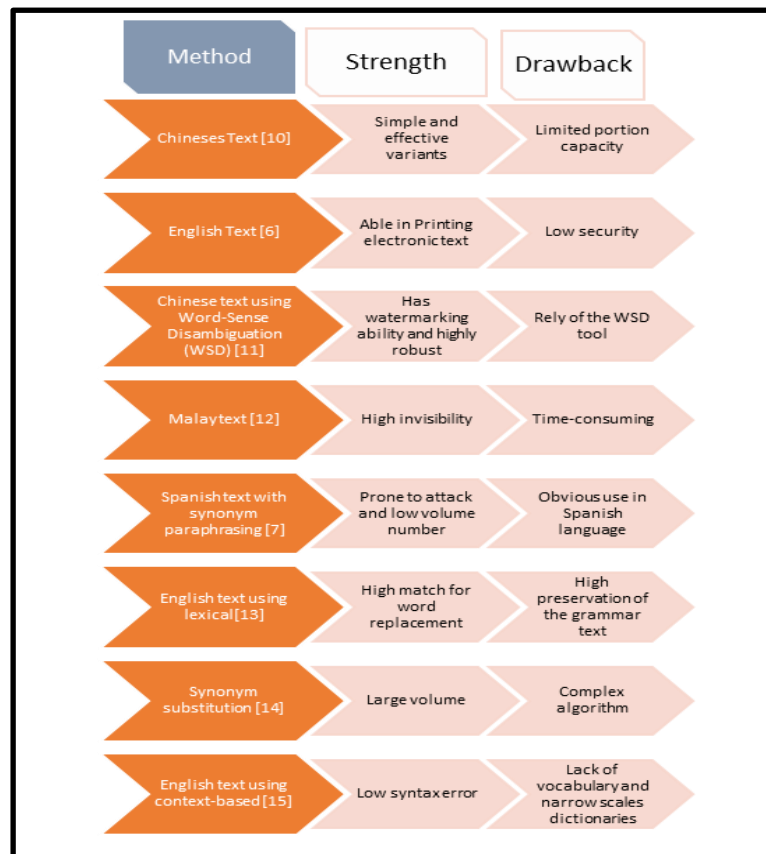 Method
Strength
Drawback
Chineses Text [10]
Simple and
effective
variants
Limited portion
capacity
English Text [6]
Able in Printing
electronic text
Low security
Chinese text using
Word-Sense
Disambiguation
(WSD) [11]
Has
watermarking
ability and highly
robust
Rely of the WSD
tool
Malay text [12]
High invisibility
Time-consuming
Spanish text with
synonym
paraphrasing [7]
Prone to attack
and low volume
number
Obvious use in
Spanish
language
English text using
lexical [13]
High match for
word
replacement
High
preservation of
the grammar
text
Synonym
substitution [14]
Large volume
Complex
algorithm
English text using
context-based [15]
Low syntax error
Lack of
vocabulary and
narrow scales
dictionaries